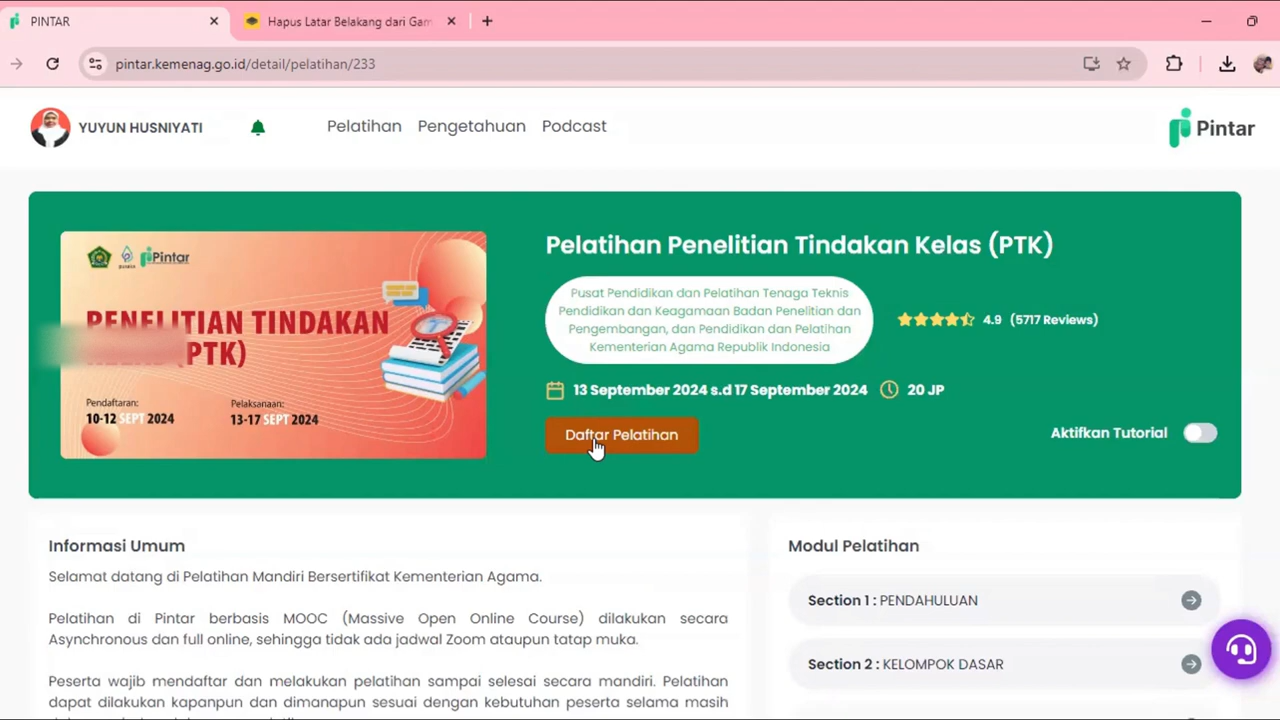 PINTAR
Hapus Latar Belakang dari Gam
pintar.kemenag.go.id/detail/pelatihan/233
YUYUN HUSNIYATI
Pelatihan Pengetahuan Podcast
Pintar
Pintar
PENELITIAN TINDAKAN
(PTK)
Pendaftaran:
10-12 SEPT 2024
Pelaksanaan:
13-17 SEPT 2024
Pelatihan Penelitian Tindakan Kelas (PTK)
Pusat Pendidikan dan Pelatihan Tenaga Teknis
Pendidikan dan Keagamaan Badan Penelitian dan
Pengembangan, dan Pendidikan dan Pelatihan
Kementerian Agama Republik Indonesia
4.9 (5717 Reviews)
13 September 2024 s.d 17 September 2024 20 JP
Daftar Pelatihan
Aktifkan Tutorial
Informasi Umum
Selamat datang di Pelatihan Mandiri Bersertifikat Kementerian Agama.
Pelatihan di Pintar berbasis MOOC (Massive Open Online Course) dilakukan secara
Asynchronous dan full online, sehingga tidak ada jadwal Zoom ataupun tatap muka.
Peserta wajib mendaftar dan melakukan pelatihan sampai selesai secara mandiri. Pelatihan
dapat dilakukan kapanpun dan dimanapun sesuai dengan kebutuhan peserta selama masih
Modul Pelatihan
Section 1 : PENDAHULUAN
Section 2 : KELOMPOK DASAR